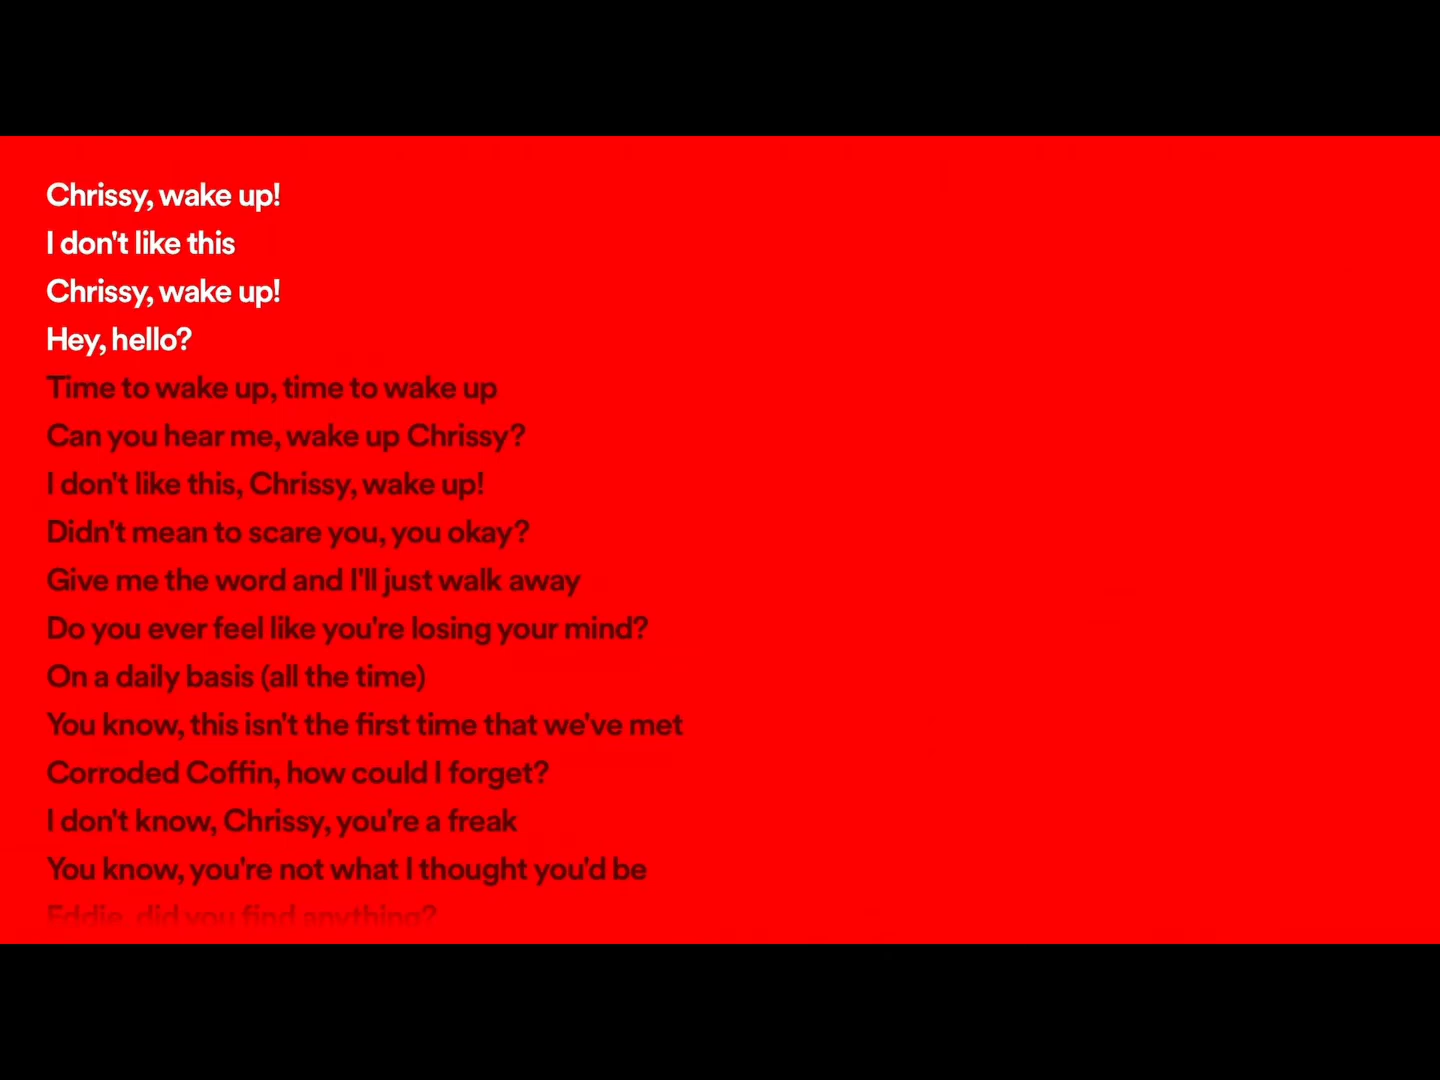 Chrissy, wake up!
I don't like this
Chrissy, wake up!
Hey, hello?
Time to wake up, time to wake up
Can you hear me, wake up Chrissy?
I don't like this, Chrissy, wake up!
Didn't mean to scare you, you okay?
Give me the word and I'll just walk away
Do you ever feel like you're losing your mind?
On a daily basis (all the time)
You know, this isn't the first time that we've met
Corroded Coffin, how could I forget?
I don't know, Chrissy, you're a freak
You know, you're not what I thought you'd be
Eddie, did you find anything?